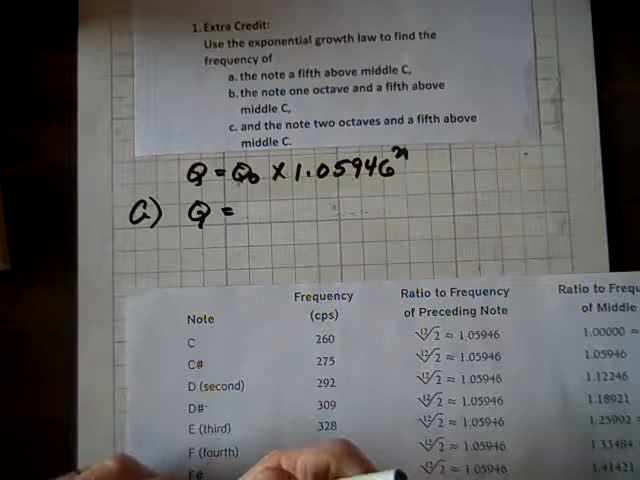 1. Extra Credit:
Use the exponential growth law to find the
frequency of
a. the note a fifth above middle C,
b. the note one octave and a fifth above
middle C,
c. and the note two octaves and a fifth above
middle C.
Q = Q₀ × 1.05946ⁿ
a) Q =
Note Frequency (cps) Ratio to Frequency of Preceding Note Ratio to Frequ of Middle
C 260 ¹²√2 ≈ 1.05946 1.00000 =
C# 275 ¹²√2 ≈ 1.05946 1.05946
D (second) 292 ¹²√2 ≈ 1.05946 1.12246
D# 309 ¹²√2 ≈ 1.05946 1.18921
E (third) 328 ¹²√2 ≈ 1.05946 1.25992 =
F (fourth) ¹²√2 ≈ 1.05946 1.33484
F# ¹²√2 ≈ 1.05946 1.41421